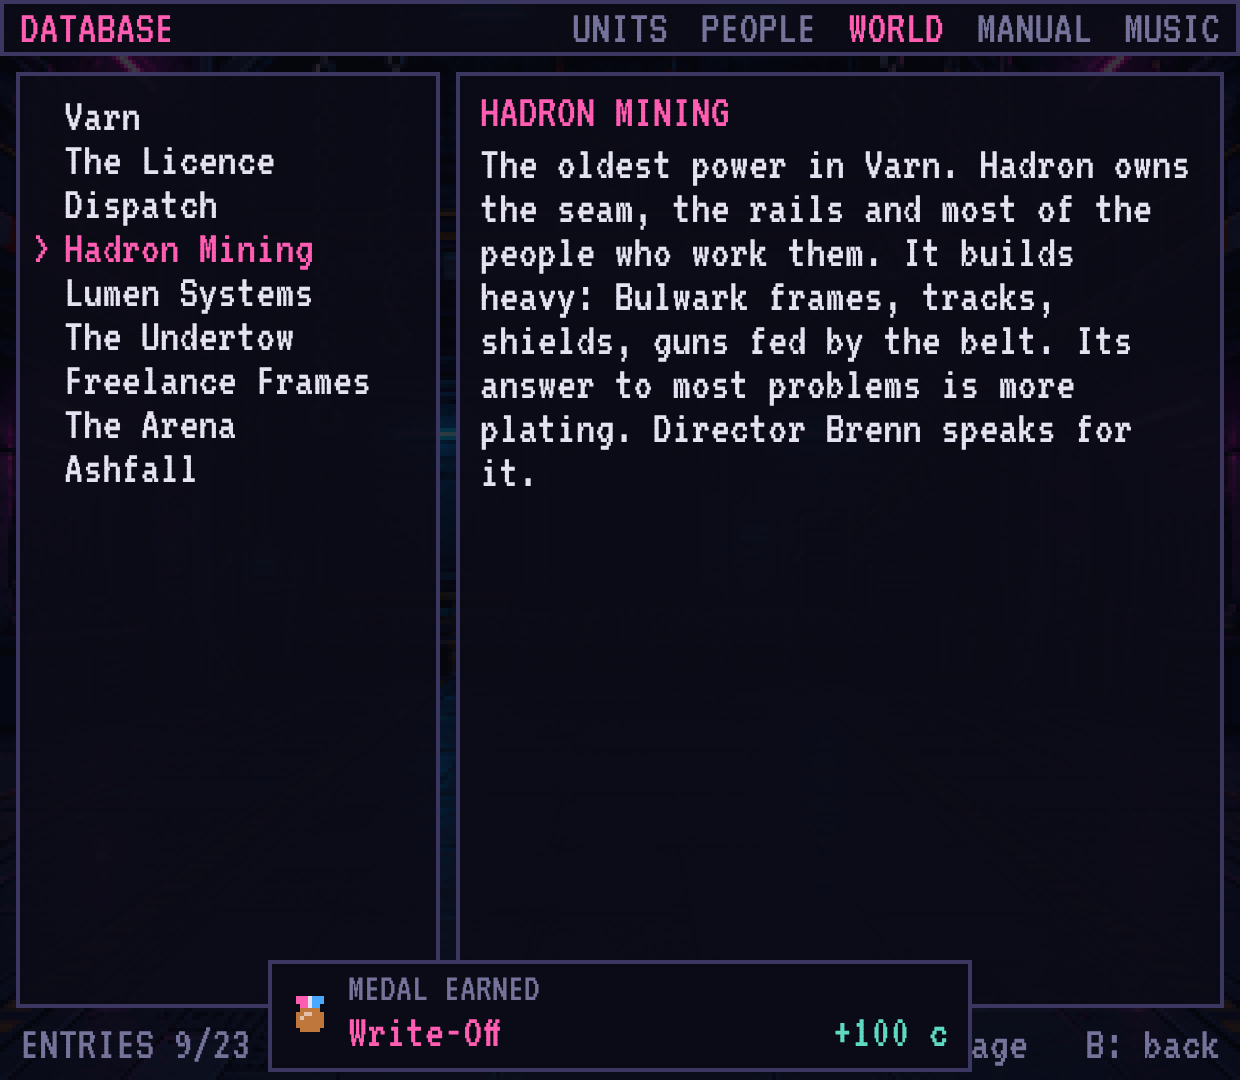 DATABASE UNITS PEOPLE WORLD MANUAL MUSIC
Varn
The Licence
Dispatch
> Hadron Mining
Lumen Systems
The Undertow
Freelance Frames
The Arena
Ashfall
HADRON MINING
The oldest power in Varn. Hadron owns
the seam, the rails and most of the
people who work them. It builds
heavy: Bulwark frames, tracks,
shields, guns fed by the belt. Its
answer to most problems is more
plating. Director Brenn speaks for
it.
MEDAL EARNED
Write-Off +100 c
ENTRIES 9/23 age B: back